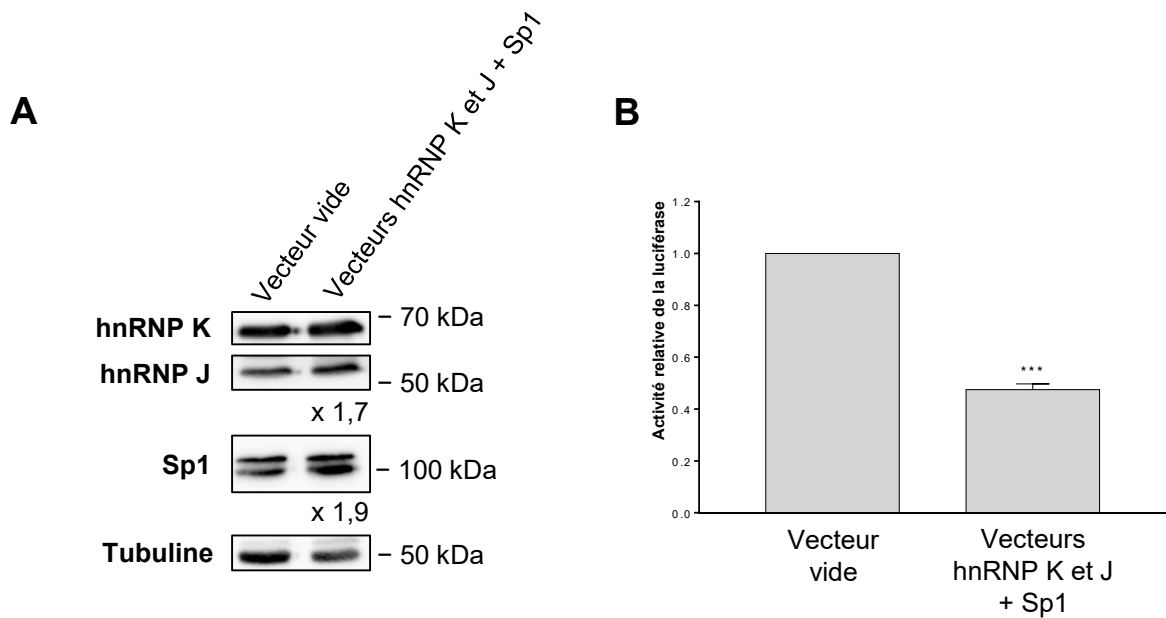 A
Vecteur vide
Vecteurs hnRNP K et J + Sp1
hnRNP K
– 70 kDa
hnRNP J
– 50 kDa
x 1,7
Sp1
– 100 kDa
x 1,9
Tubuline
– 50 kDa
B
Activité relative de la luciférase
1.2
1.0
0.8
0.6
0.4
0.2
0.0
***
Vecteur
vide
Vecteurs
hnRNP K et J
+ Sp1